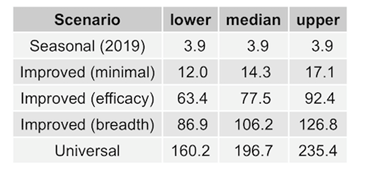 Scenario lower median upper
Seasonal (2019) 3.9 3.9 3.9
Improved (minimal) 12.0 14.3 17.1
Improved (efficacy) 63.4 77.5 92.4
Improved (breadth) 86.9 106.2 126.8
Universal 160.2 196.7 235.4